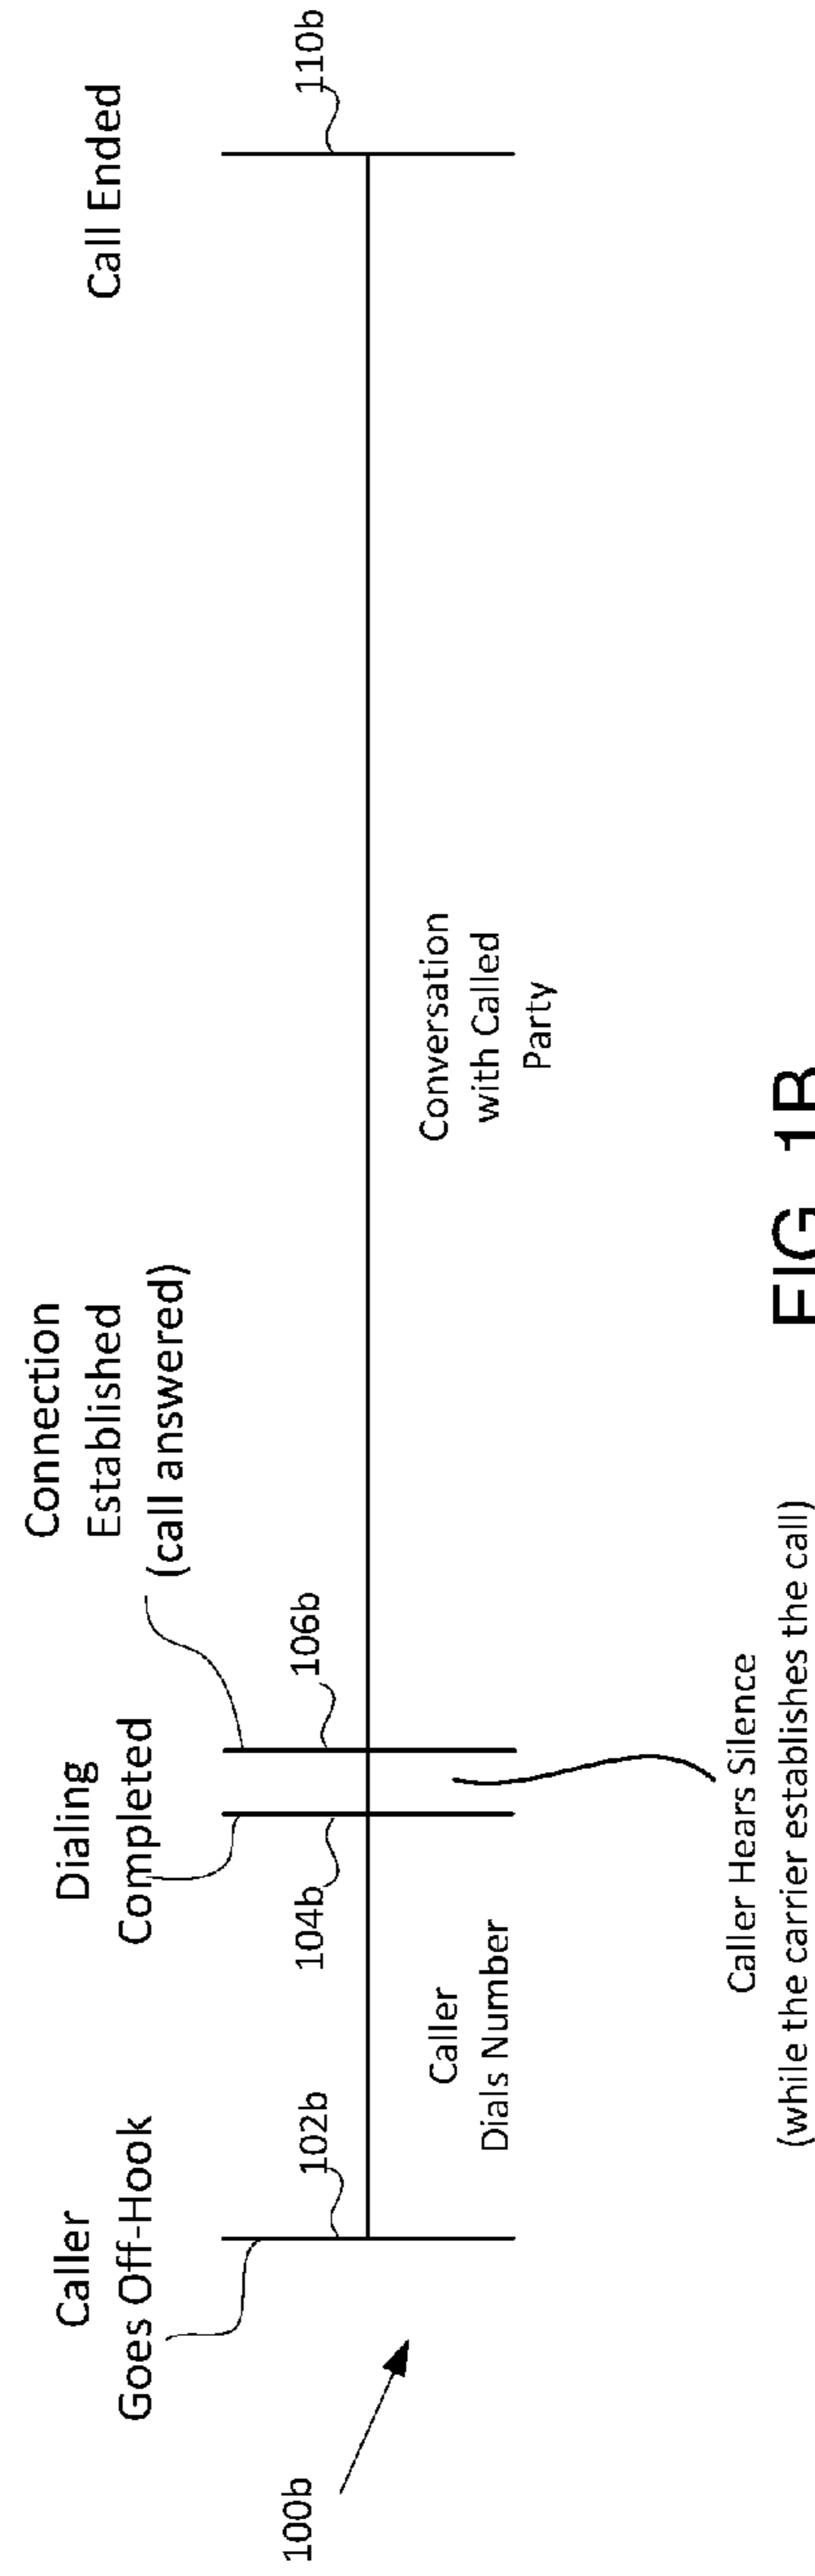 Caller
Goes Off-Hook
Dialing
Completed
Connection
Established
(call answered)
Call Ended
100b
102b
104b
106b
110b
Caller
Dials Number
Conversation
with Called
Party
Caller Hears Silence
(while the carrier establishes the call)
FIG. 1B